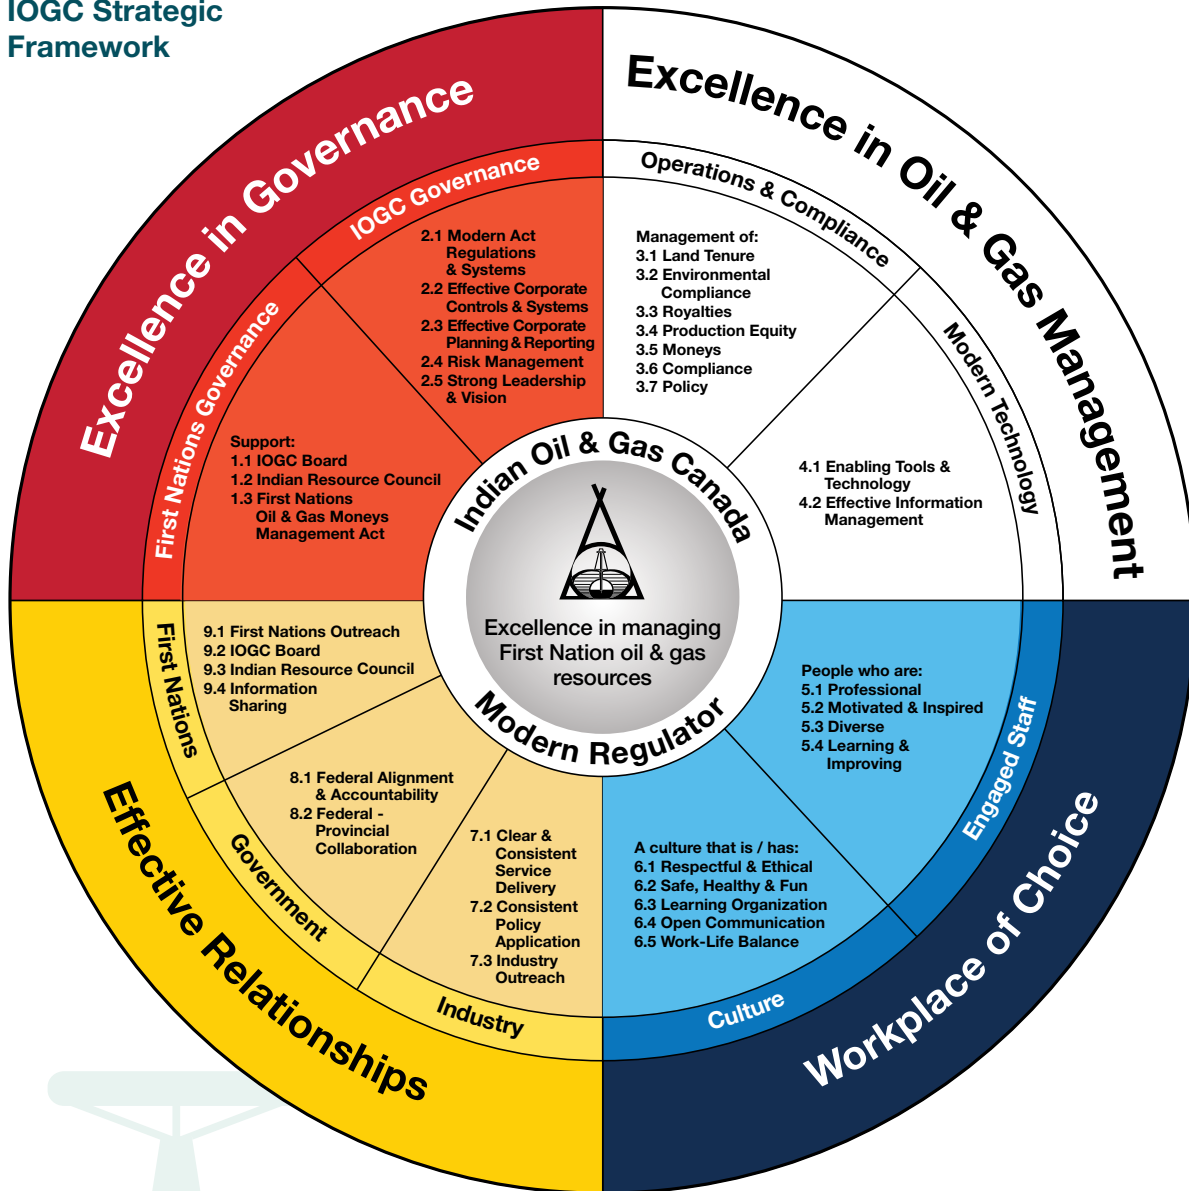 IOGC Strategic
Framework
Excellence in Governance
IOGC Governance
2.1 Modern Act
Regulations
& Systems
2.2 Effective Corporate
Controls & Systems
2.3 Effective Corporate
Planning & Reporting
2.4 Risk Management
2.5 Strong Leadership
& Vision
First Nations Governance
Support:
1.1 IOGC Board
1.2 Indian Resource Council
1.3 First Nations
Oil & Gas Moneys
Management Act
Excellence in Oil & Gas Management
Operations & Compliance
Management of:
3.1 Land Tenure
3.2 Environmental
Compliance
3.3 Royalties
3.4 Production Equity
3.5 Moneys
3.6 Compliance
3.7 Policy
Modern Technology
4.1 Enabling Tools &
Technology
4.2 Effective Information
Management
Indian Oil & Gas Canada
Excellence in managing
First Nation oil & gas
resources
Modern Regulator
Workplace of Choice
Engaged Staff
People who are:
5.1 Professional
5.2 Motivated & Inspired
5.3 Diverse
5.4 Learning &
Improving
Culture
A culture that is / has:
6.1 Respectful & Ethical
6.2 Safe, Healthy & Fun
6.3 Learning Organization
6.4 Open Communication
6.5 Work-Life Balance
Effective Relationships
Industry
7.1 Clear &
Consistent
Service
Delivery
7.2 Consistent
Policy
Application
7.3 Industry
Outreach
Government
8.1 Federal Alignment
& Accountability
8.2 Federal -
Provincial
Collaboration
First Nations
9.1 First Nations Outreach
9.2 IOGC Board
9.3 Indian Resource Council
9.4 Information
Sharing